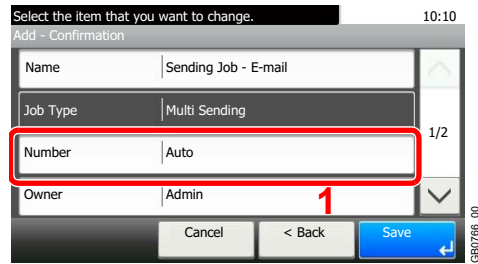 Select the item that you want to change. 10:10
Add - Confirmation
Name Sending Job - E-mail
Job Type Multi Sending
1/2
Number Auto
Owner Admin
1
Cancel < Back Save
GB0766_00